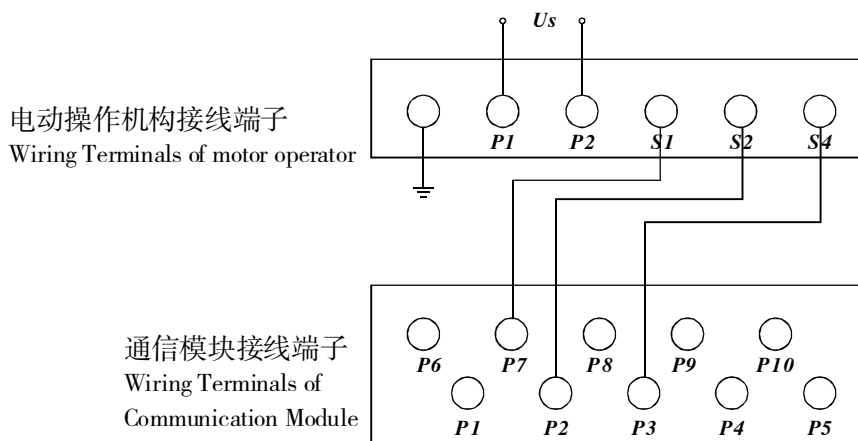 Us
P1 P2 S1 S2 S4
电动操作机构接线端子
Wiring Terminals of motor operator
通信模块接线端子
Wiring Terminals of
Communication Module
P6 P7 P8 P9 P10
P1 P2 P3 P4 P5